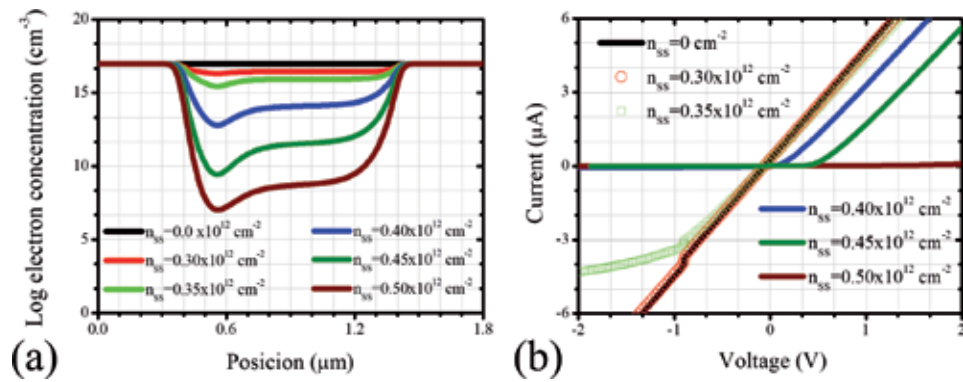 Log electron concentration (cm⁻³)
20
15
10
5
0
nss=0.0 x10¹² cm⁻²
nss=0.30x10¹² cm⁻²
nss=0.35x10¹² cm⁻²
nss=0.40x10¹² cm⁻²
nss=0.45x10¹² cm⁻²
nss=0.50x10¹² cm⁻²
0.0 0.6 1.2 1.8
Posicion (μm)
(a)
Current (μA)
6
3
0
-3
-6
nss=0 cm⁻²
nss=0.30x10¹² cm⁻²
nss=0.35x10¹² cm⁻²
nss=0.40x10¹² cm⁻²
nss=0.45x10¹² cm⁻²
nss=0.50x10¹² cm⁻²
-2 -1 0 1 2
Voltage (V)
(b)